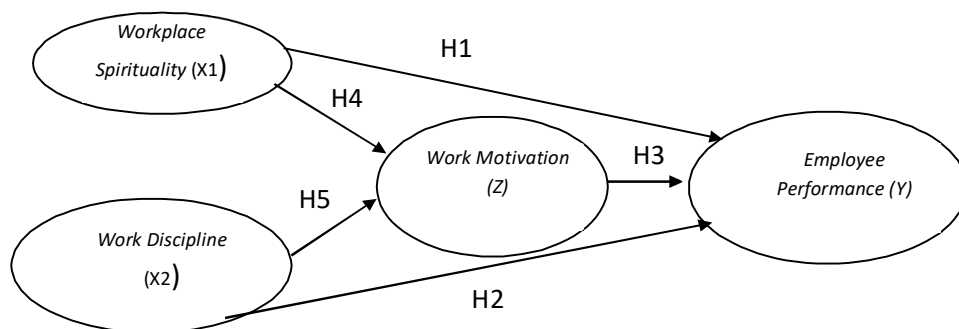 Workplace
Spirituality (X1)
H1
H4
Work Motivation
(Z)
H3
Employee
Performance (Y)
H5
Work Discipline
(X2)
H2